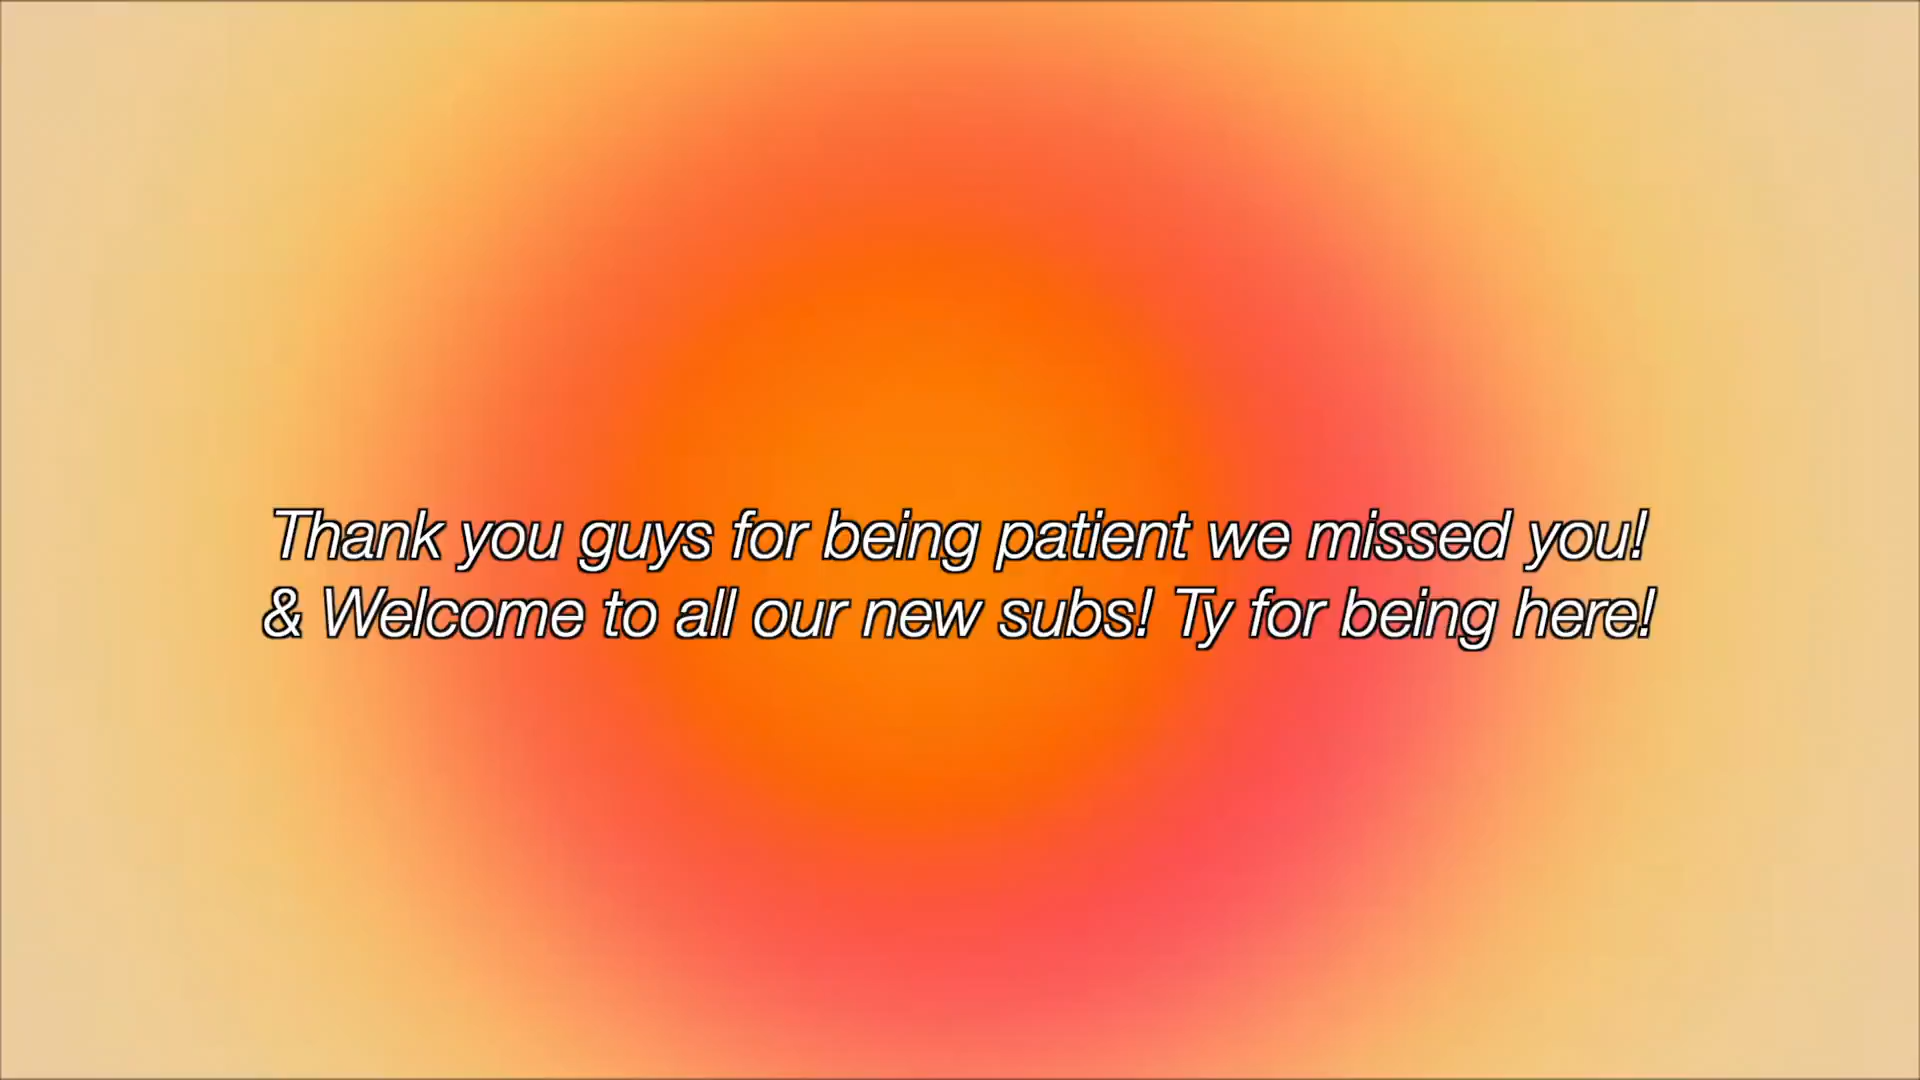 Thank you guys for being patient we missed you!
& Welcome to all our new subs! Ty for being here!